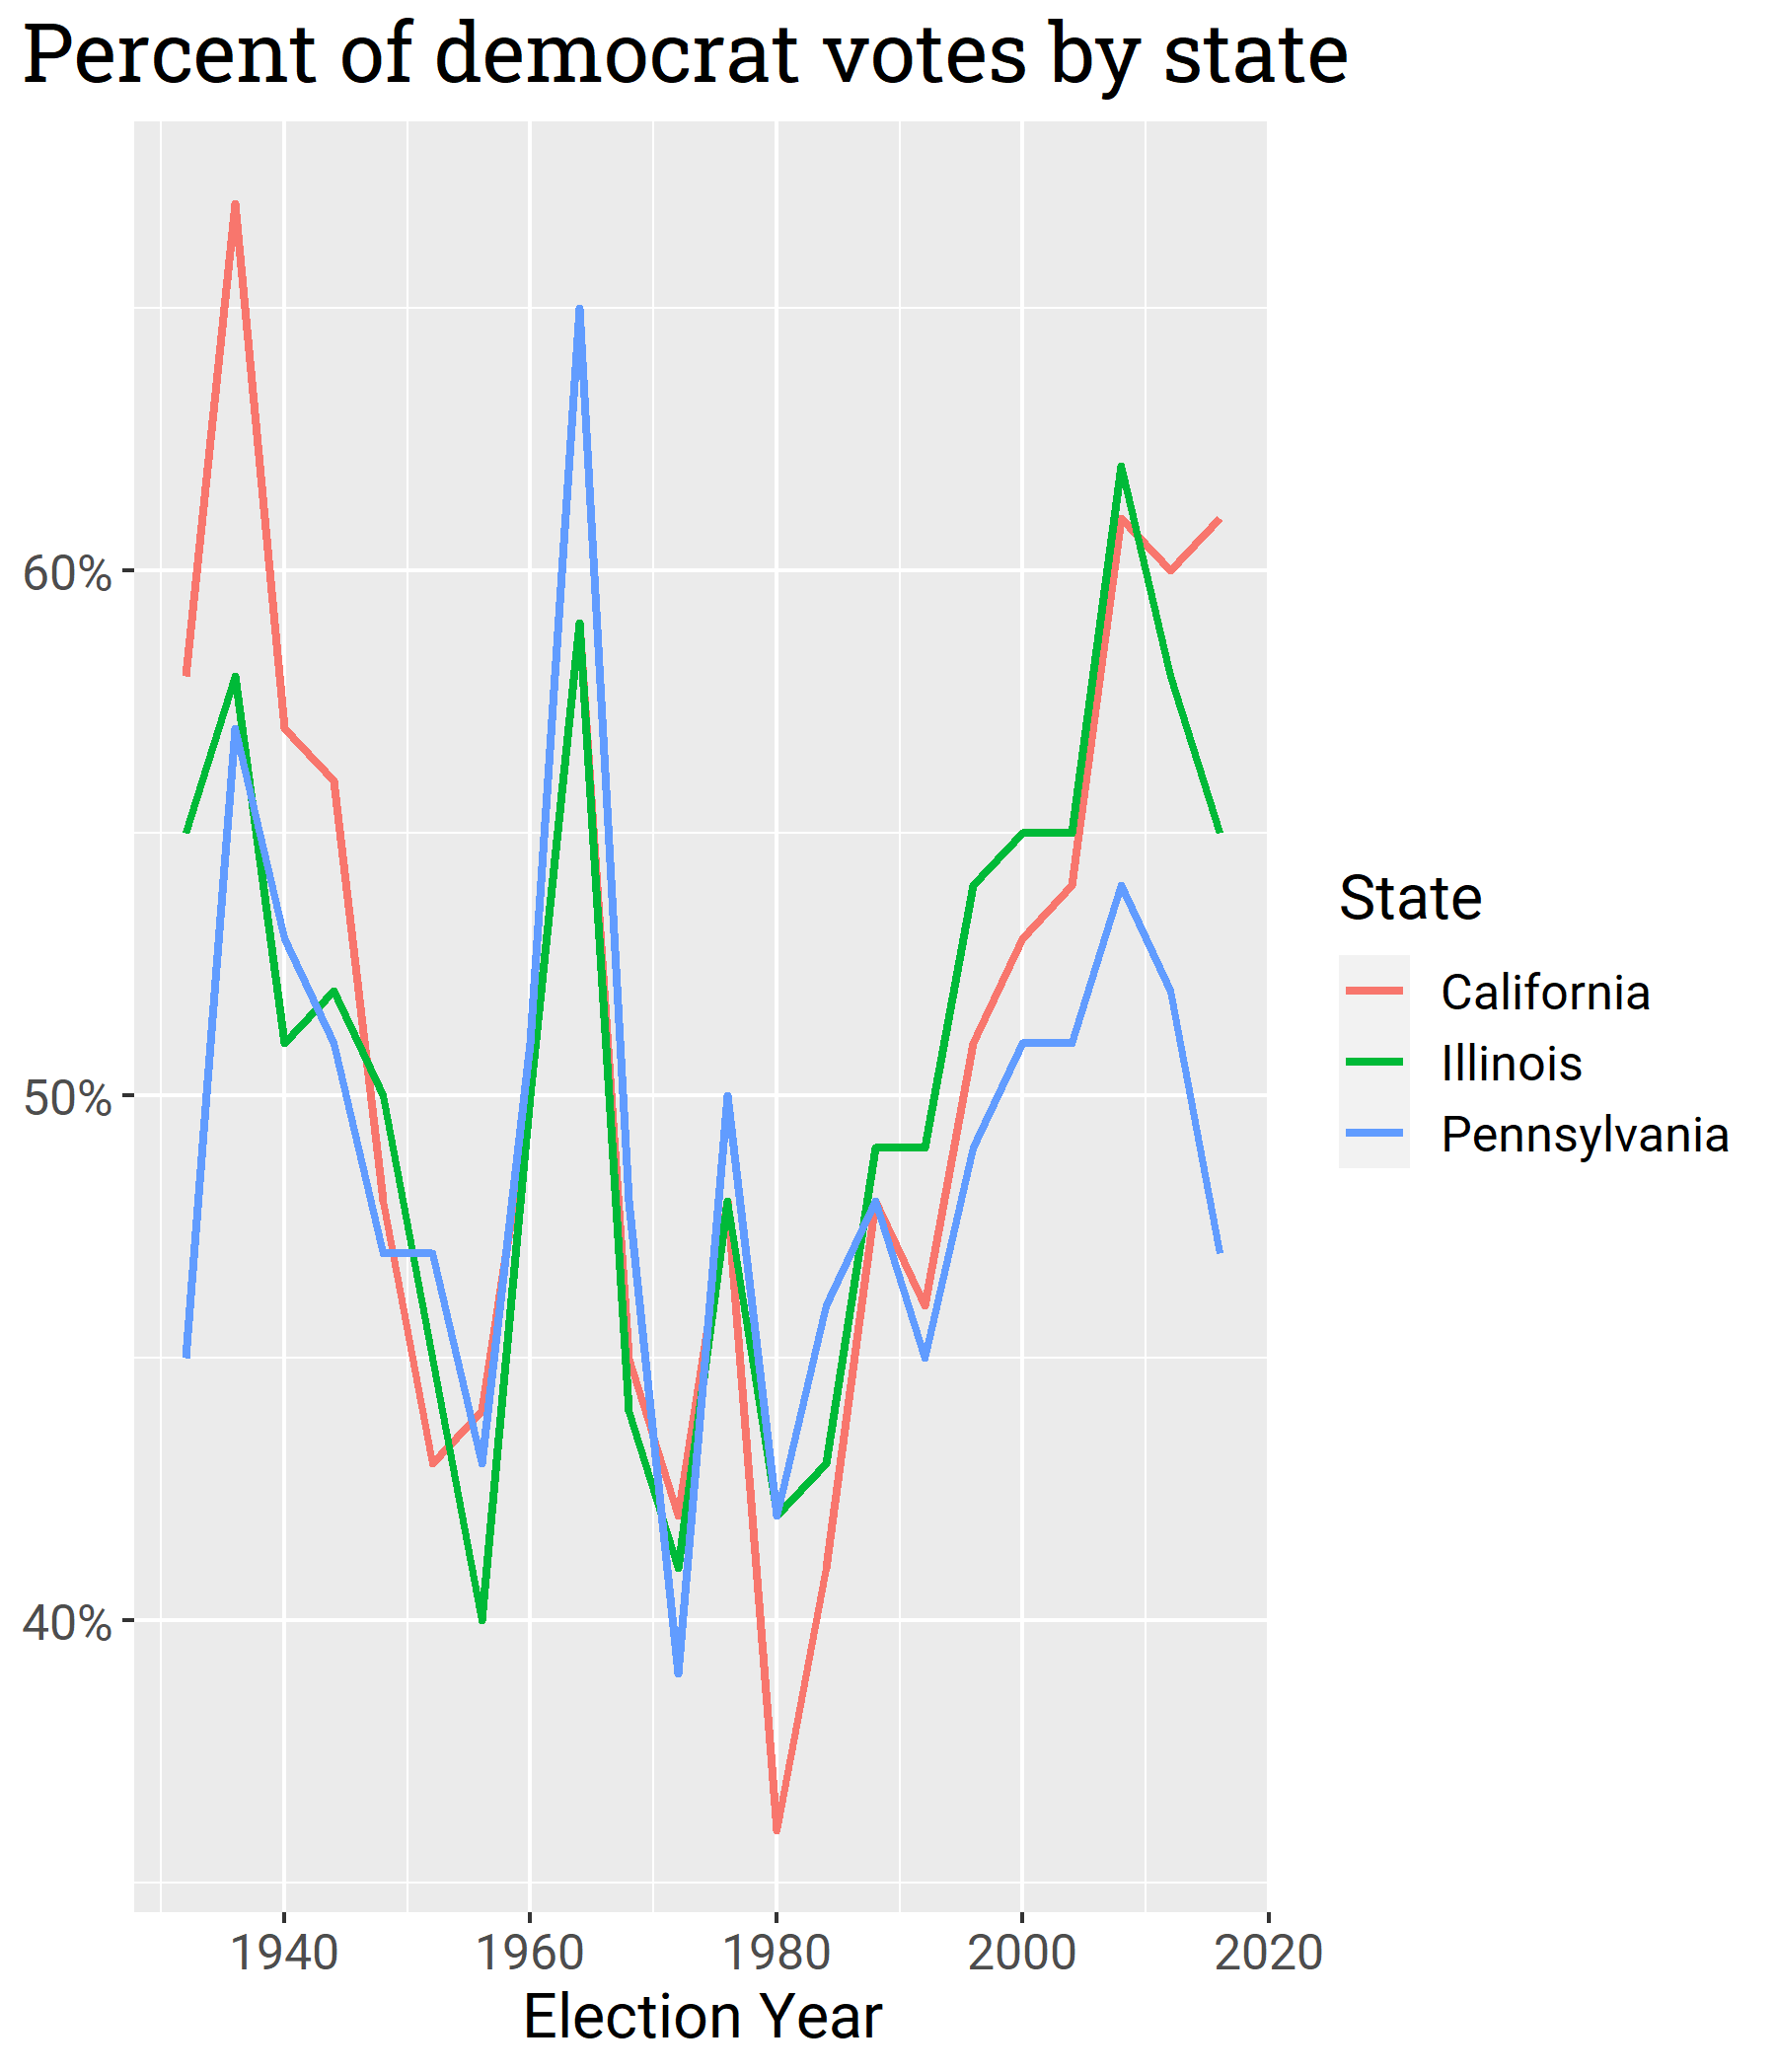 Percent of democrat votes by state
60%
50%
40%
1940 1960 1980 2000 2020
Election Year
State
California
Illinois
Pennsylvania